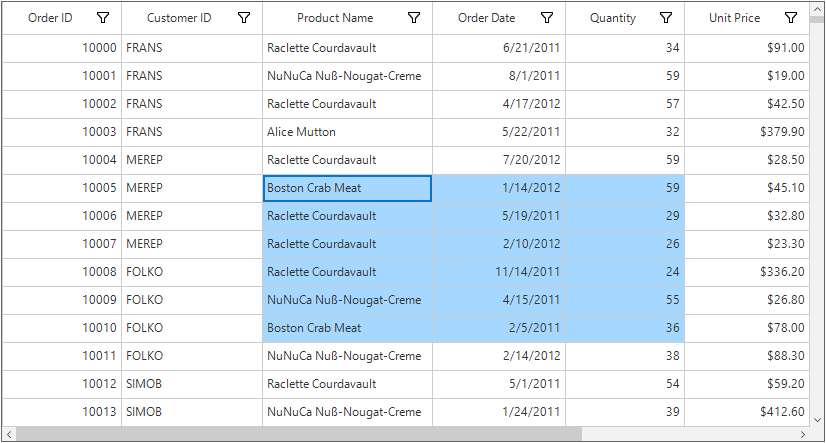 Order ID Customer ID Product Name Order Date Quantity Unit Price
10000 FRANS Raclette Courdavault 6/21/2011 34 $91.00
10001 FRANS NuNuCa Nuß-Nougat-Creme 8/1/2011 59 $19.00
10002 FRANS Raclette Courdavault 4/17/2012 57 $42.50
10003 FRANS Alice Mutton 5/22/2011 32 $379.90
10004 MEREP Raclette Courdavault 7/20/2012 59 $28.50
10005 MEREP Boston Crab Meat 1/14/2012 59 $45.10
10006 MEREP Raclette Courdavault 5/19/2011 29 $32.80
10007 MEREP Raclette Courdavault 2/10/2012 26 $23.30
10008 FOLKO Raclette Courdavault 11/14/2011 24 $336.20
10009 FOLKO NuNuCa Nuß-Nougat-Creme 4/15/2011 55 $26.80
10010 FOLKO Boston Crab Meat 2/5/2011 36 $78.00
10011 FOLKO NuNuCa Nuß-Nougat-Creme 2/14/2012 38 $88.30
10012 SIMOB Raclette Courdavault 5/1/2011 54 $59.20
10013 SIMOB NuNuCa Nuß-Nougat-Creme 1/24/2011 39 $412.60